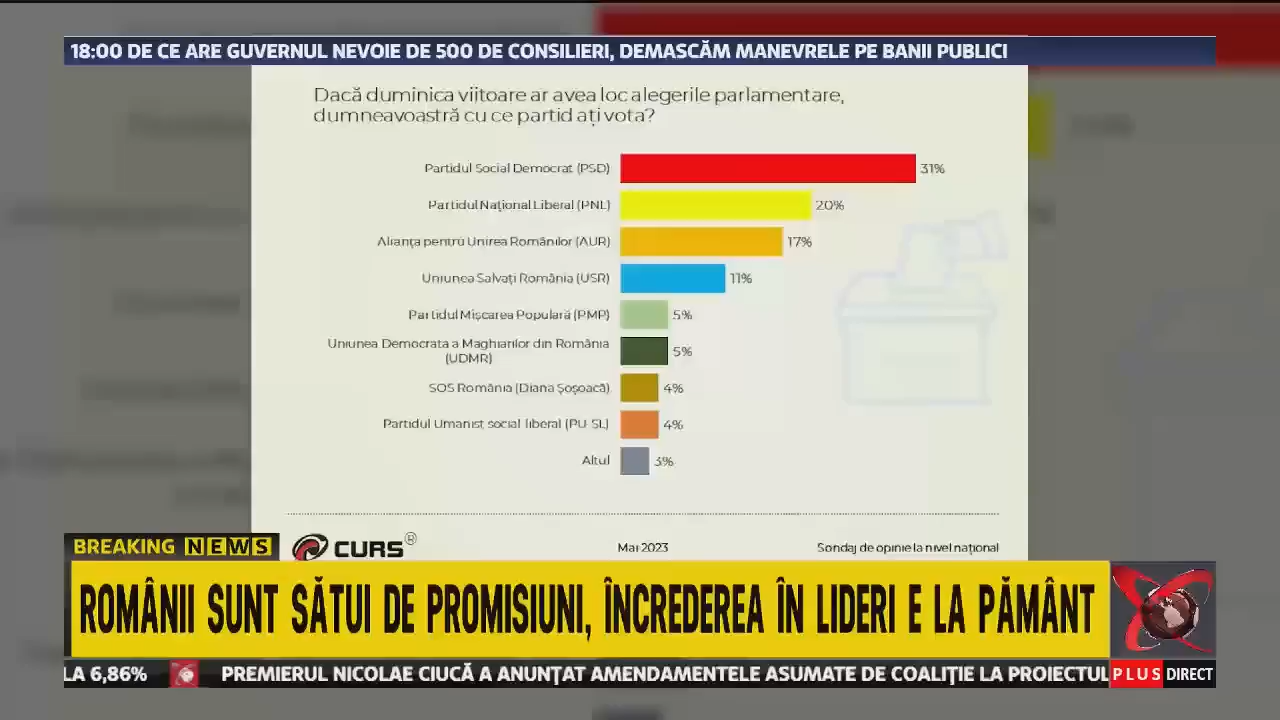 18:00 DE CE ARE GUVERNUL NEVOIE DE 500 DE CONSILIERI, DEMASCĂM MANEVRELE PE BANII PUBLICI
Dacă duminica viitoare ar avea loc alegerile parlamentare,
dumneavoastră cu ce partid ați vota?
Partidul Social Democrat (PSD) 31%
Partidul Național Liberal (PNL) 20%
Alianța pentru Unirea Românilor (AUR) 17%
Uniunea Salvați România (USR) 11%
Partidul Mișcarea Populară (PMP) 5%
Uniunea Democrata a Maghiarilor din România
(UDMR) 5%
SOS România (Diana Șoșoacă) 4%
Partidul Umanist social liberal (PU SL) 4%
Altul 3%
CURS®
Mai 2023
Sondaj de opinie la nivel național
BREAKING NEWS
ROMÂNII SUNT SĂTUI DE PROMISIUNI, ÎNCREDEREA ÎN LIDERI E LA PĂMÂNT
LA 6,86% PREMIERUL NICOLAE CIUCĂ A ANUNȚAT AMENDAMENTELE ASUMATE DE COALIȚIE LA PROIECTUL
PLUS DIRECT